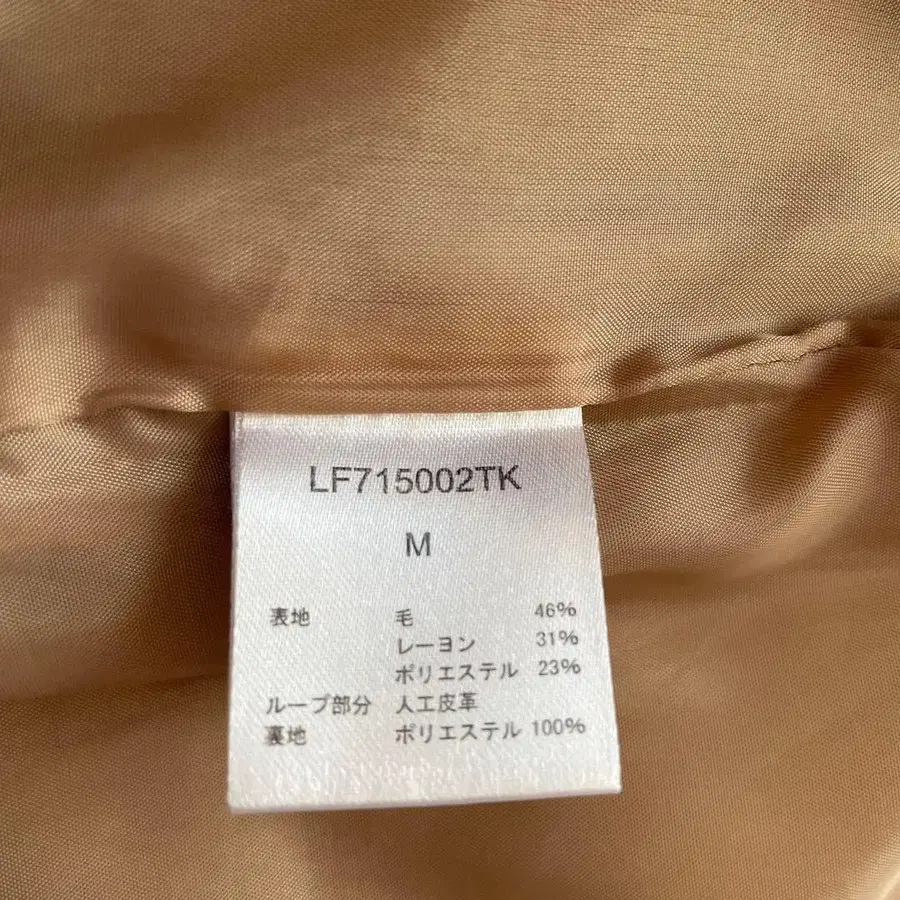 LF715002TK
M
表地 毛 46%
レーヨン 31%
ポリエステル 23%
ループ部分 人工皮革
裏地 ポリエステル 100%